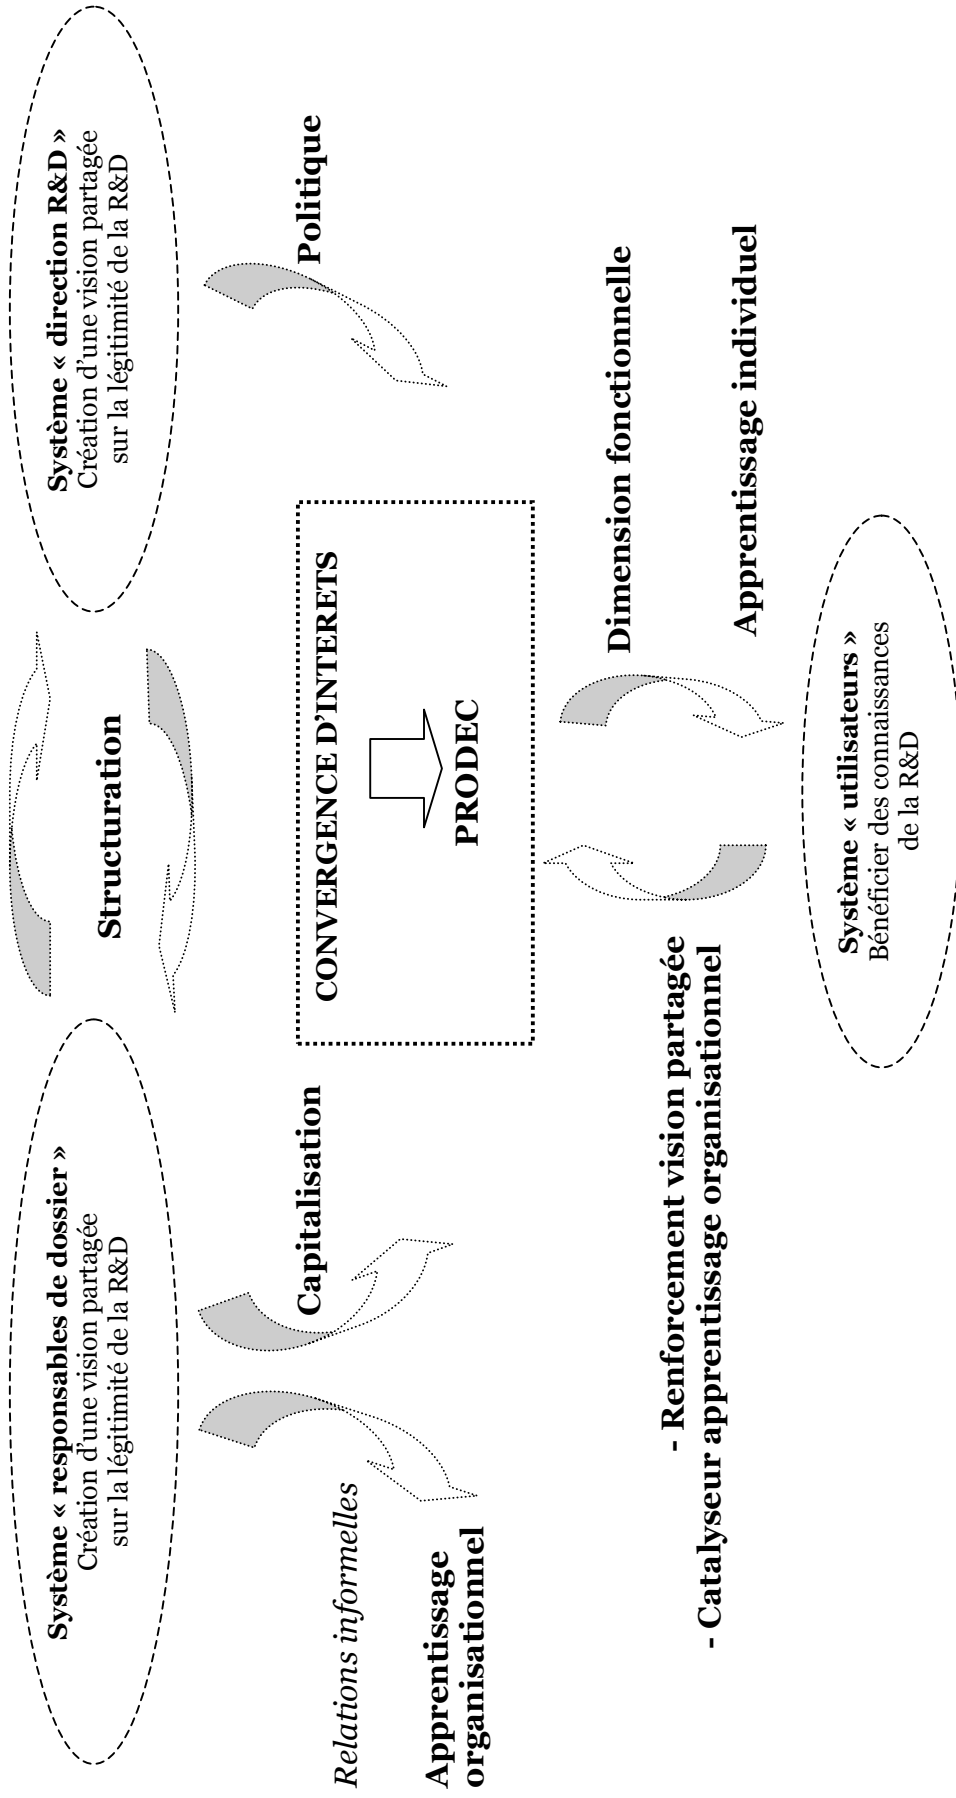 Système « responsables de dossier »
Création d'une vision partagée
sur la légitimité de la R&D
Structuration
Système « direction R&D »
Création d'une vision partagée
sur la légitimité de la R&D
Relations informelles
Apprentissage
organisationnel
Capitalisation
Politique
CONVERGENCE D'INTERETS
PRODEC
- Renforcement vision partagée
- Catalyseur apprentissage organisationnel
Dimension fonctionnelle
Apprentissage individuel
Système « utilisateurs »
Bénéficier des connaissances
de la R&D